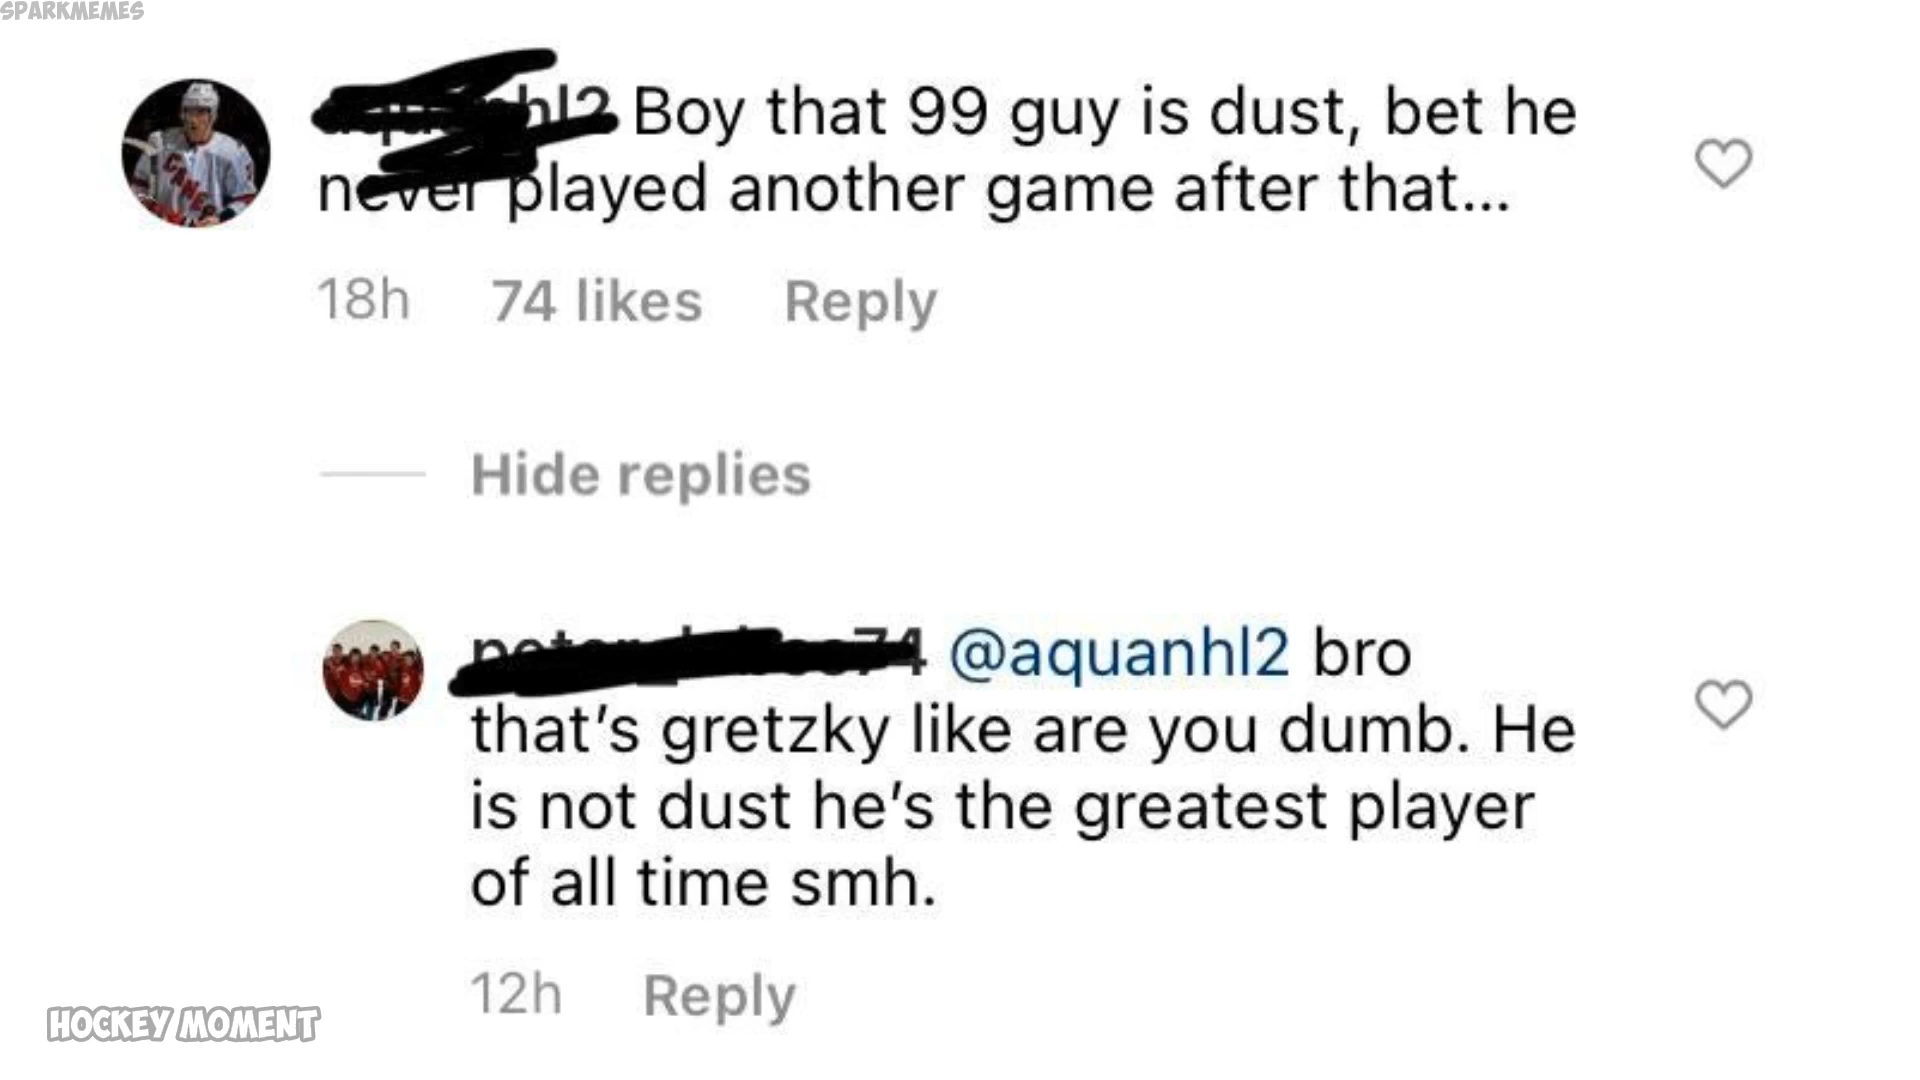 SPARKMEMES
hl2 Boy that 99 guy is dust, bet he
never played another game after that...
18h 74 likes Reply
Hide replies
74 @aquanhl2 bro
that's gretzky like are you dumb. He
is not dust he's the greatest player
of all time smh.
12h Reply
HOCKEY MOMENT